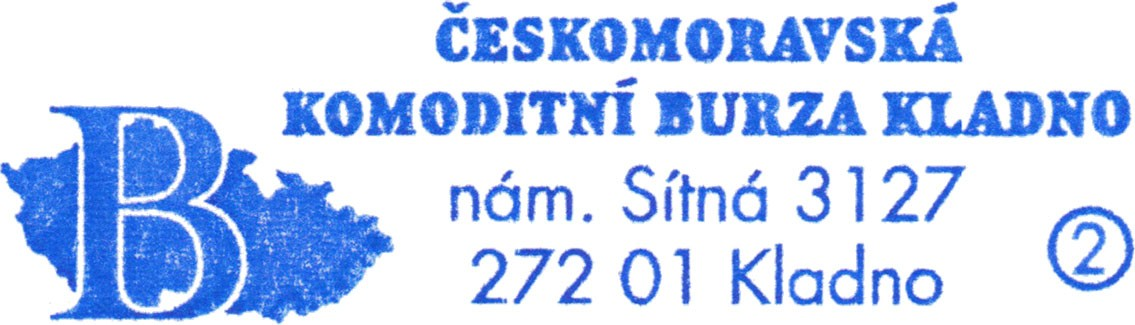 ČESKOMORAVSKÁ
KOMODITNÍ BURZA KLADNO
B
nám. Sítná 3127
272 01 Kladno
2